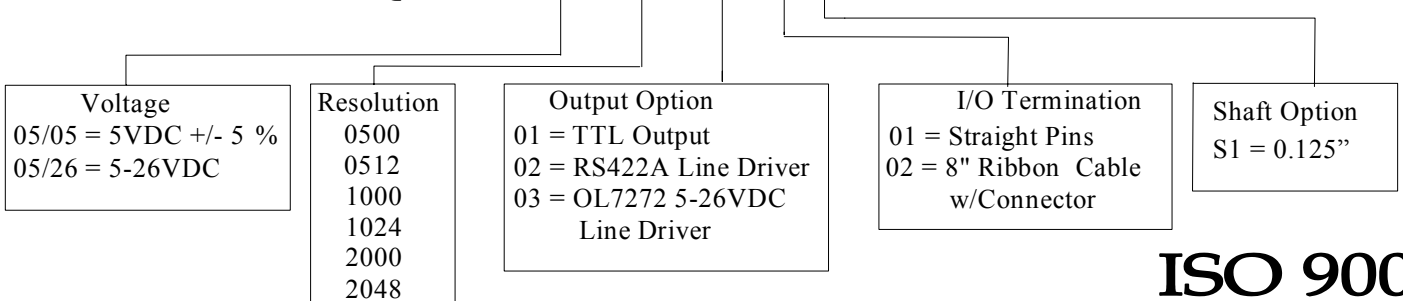 Voltage
05/05 = 5VDC +/- 5 %
05/26 = 5-26VDC
Resolution
0500
0512
1000
1024
2000
2048
Output Option
01 = TTL Output
02 = RS422A Line Driver
03 = OL7272 5-26VDC
Line Driver
I/O Termination
01 = Straight Pins
02 = 8" Ribbon Cable
w/Connector
Shaft Option
S1 = 0.125”
ISO 900